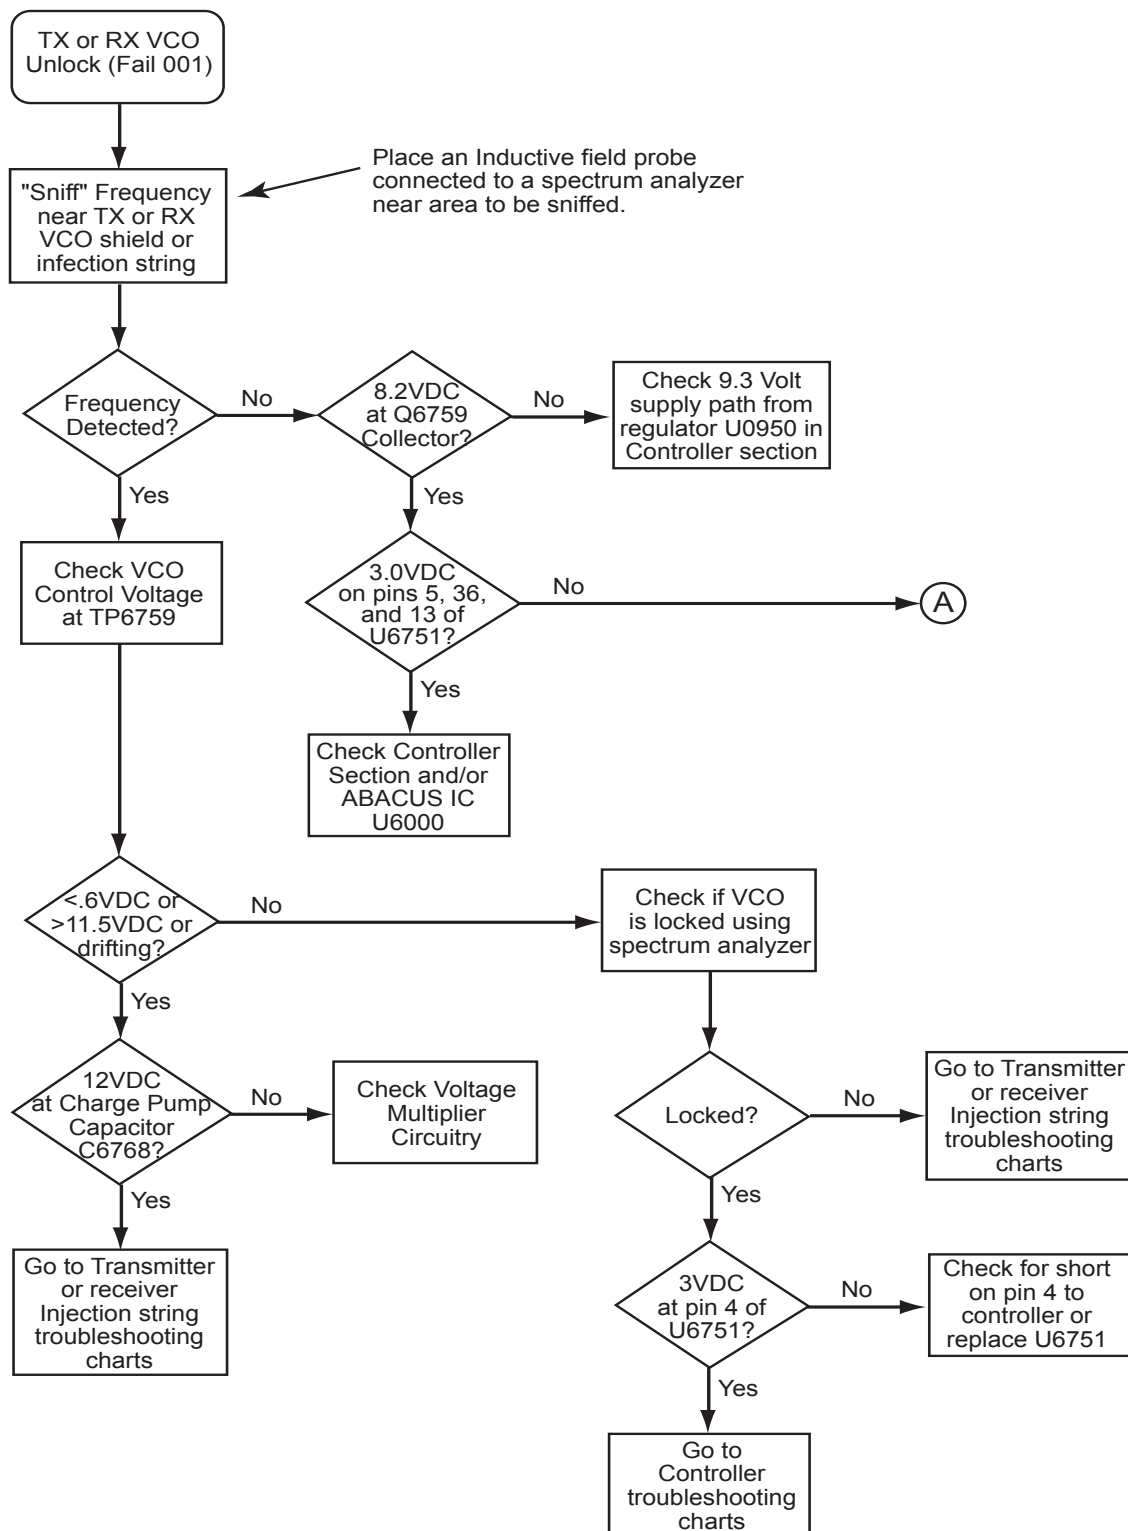 TX or RX VCO
Unlock (Fail 001)
Place an Inductive field probe
connected to a spectrum analyzer
near area to be sniffed.
"Sniff" Frequency
near TX or RX
VCO shield or
infection string
Frequency
Detected?
No
8.2VDC
at Q6759
Collector?
No
Check 9.3 Volt
supply path from
regulator U0950 in
Controller section
Yes
Yes
Check VCO
Control Voltage
at TP6759
3.0VDC
on pins 5, 36,
and 13 of
U6751?
No
A
Yes
Check Controller
Section and/or
ABACUS IC
U6000
<.6VDC or
>11.5VDC or
drifting?
No
Check if VCO
is locked using
spectrum analyzer
Yes
12VDC
at Charge Pump
Capacitor
C6768?
No
Check Voltage
Multiplier
Circuitry
Locked?
No
Go to Transmitter
or receiver
Injection string
troubleshooting
charts
Yes
Yes
Go to Transmitter
or receiver
Injection string
troubleshooting
charts
3VDC
at pin 4 of
U6751?
No
Check for short
on pin 4 to
controller or
replace U6751
Yes
Go to
Controller
troubleshooting
charts